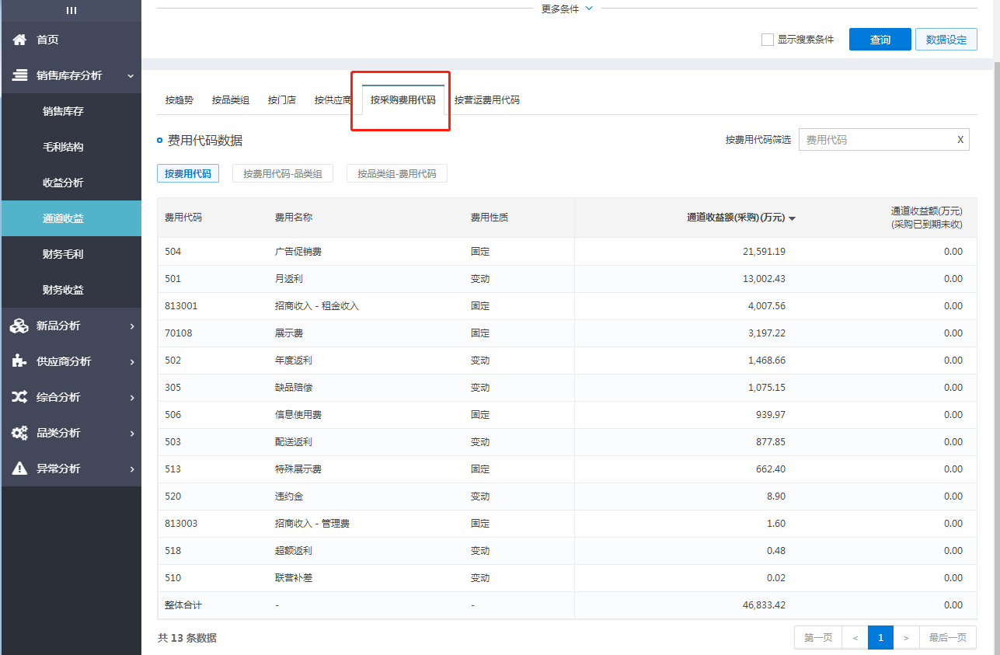 更多条件
显示搜索条件 查询 数据设定
首页
销售库存分析
销售库存
毛利结构
收益分析
通道收益
财务毛利
财务收益
新品分析
供应商分析
综合分析
品类分析
异常分析
按趋势 按品类组 按门店 按供应商 按采购费用代码 按营运费用代码
费用代码数据 按费用代码筛选 费用代码 X
按费用代码 按费用代码-品类组 按品类组-费用代码
费用代码 费用名称 费用性质 通道收益额(采购)(万元) 通道收益额(万元)
(采购已到期未收)
504 广告促销费 固定 21,591.19 0.00
501 月返利 变动 13,002.43 0.00
813001 招商收入 - 租金收入 固定 4,007.56 0.00
70108 展示费 固定 3,197.22 0.00
502 年度返利 变动 1,468.66 0.00
305 缺品赔偿 变动 1,075.15 0.00
506 信息使用费 固定 939.97 0.00
503 配送返利 变动 877.85 0.00
513 特殊展示费 固定 662.40 0.00
520 违约金 变动 8.90 0.00
813003 招商收入 - 管理费 固定 1.60 0.00
518 超额返利 变动 0.48 0.00
510 联营补差 变动 0.02 0.00
整体合计 - - 46,833.42 0.00
共 13 条数据 第一页 < 1 > 最后一页